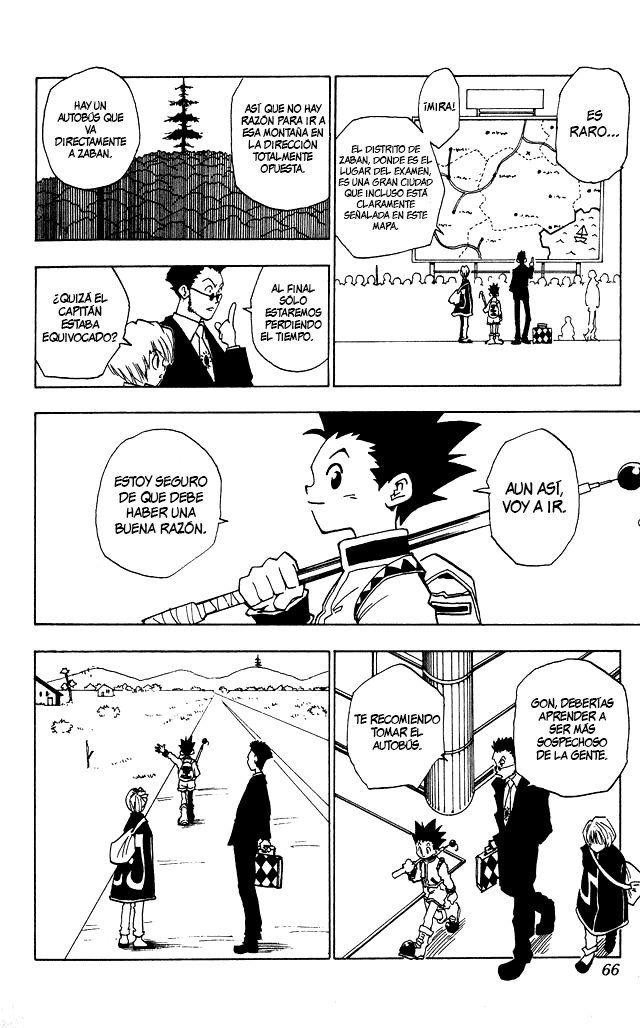 ES
RARO...
¡MIRA!
EL DISTRITO DE
ZABAN, DONDE ES EL
LUGAR DEL EXAMEN,
ES UNA GRAN CIUDAD
QUE INCLUSO ESTÁ
CLARAMENTE
SEÑALADA EN ESTE
MAPA.
ASÍ QUE NO HAY
RAZÓN PARA IR A
ESA MONTAÑA EN LA
DIRECCIÓN
TOTALMENTE
OPUESTA.
HAY UN
AUTOBÚS QUE
VA
DIRECTAMENTE
A ZABAN.
AL FINAL
SÓLO
ESTAREMOS
PERDIENDO
EL TIEMPO.
¿QUIZÁ EL
CAPITÁN
ESTABA
EQUIVOCADO?
AUN ASÍ,
VOY A IR.
ESTOY SEGURO
DE QUE DEBE
HABER UNA
BUENA RAZÓN.
GON, DEBERÍAS
APRENDER A
SER MÁS
SOSPECHOSO
DE LA GENTE.
TE RECOMIENDO
TOMAR EL
AUTOBÚS.
66